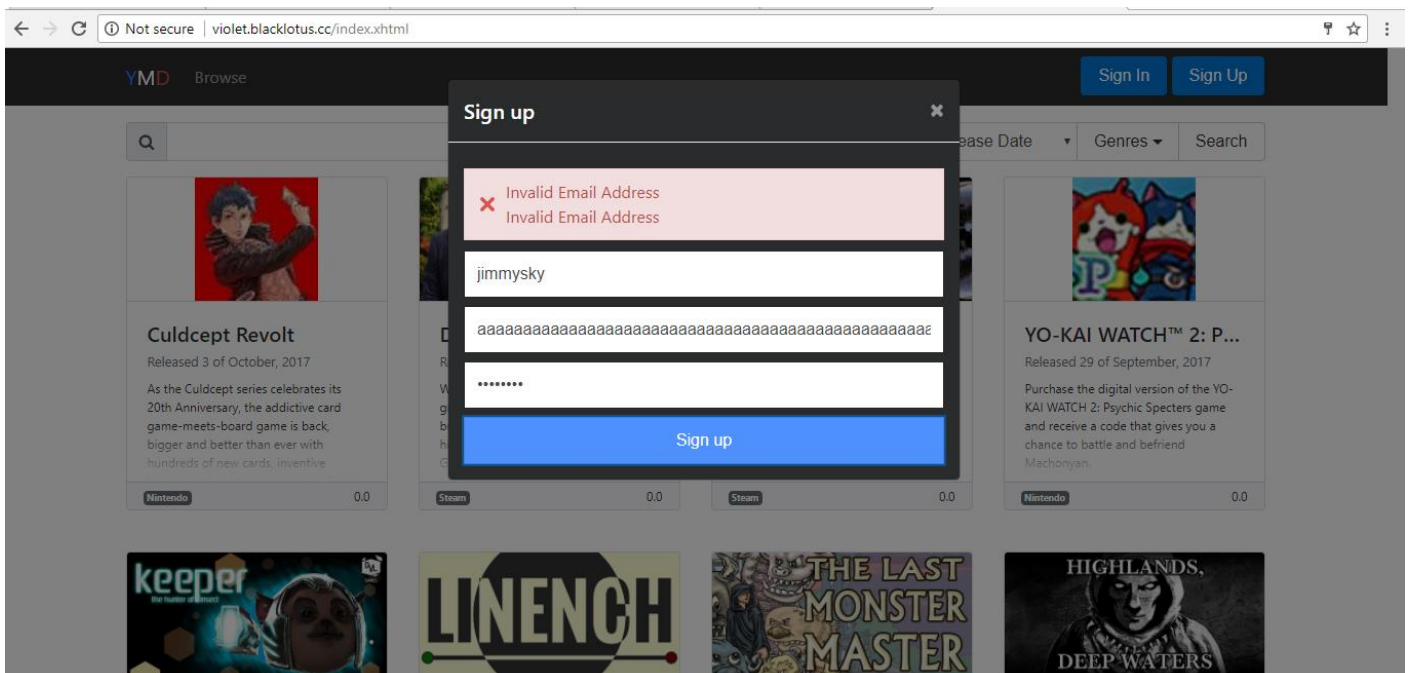 Not secure | violet.blacklotus.cc/index.xhtml
YMD Browse Sign In Sign Up
Sign up
Invalid Email Address
Invalid Email Address
jimmysky
Sign up
ease Date Genres Search
Culdcept Revolt
Released 3 of October, 2017
As the Culdcept series celebrates its
20th Anniversary, the addictive card
game-meets-board game is back,
bigger and better than ever with
hundreds of new cards, inventive
Nintendo 0.0
Steam 0.0
Steam 0.0
YO-KAI WATCH™ 2: P...
Released 29 of September, 2017
Purchase the digital version of the YO-
KAI WATCH 2: Psychic Specters game
and receive a code that gives you a
chance to battle and befriend
Machonyan.
Nintendo 0.0
keeper
LINENCH
THE LAST
MONSTER
MASTER
HIGHLANDS,
DEEP WATERS